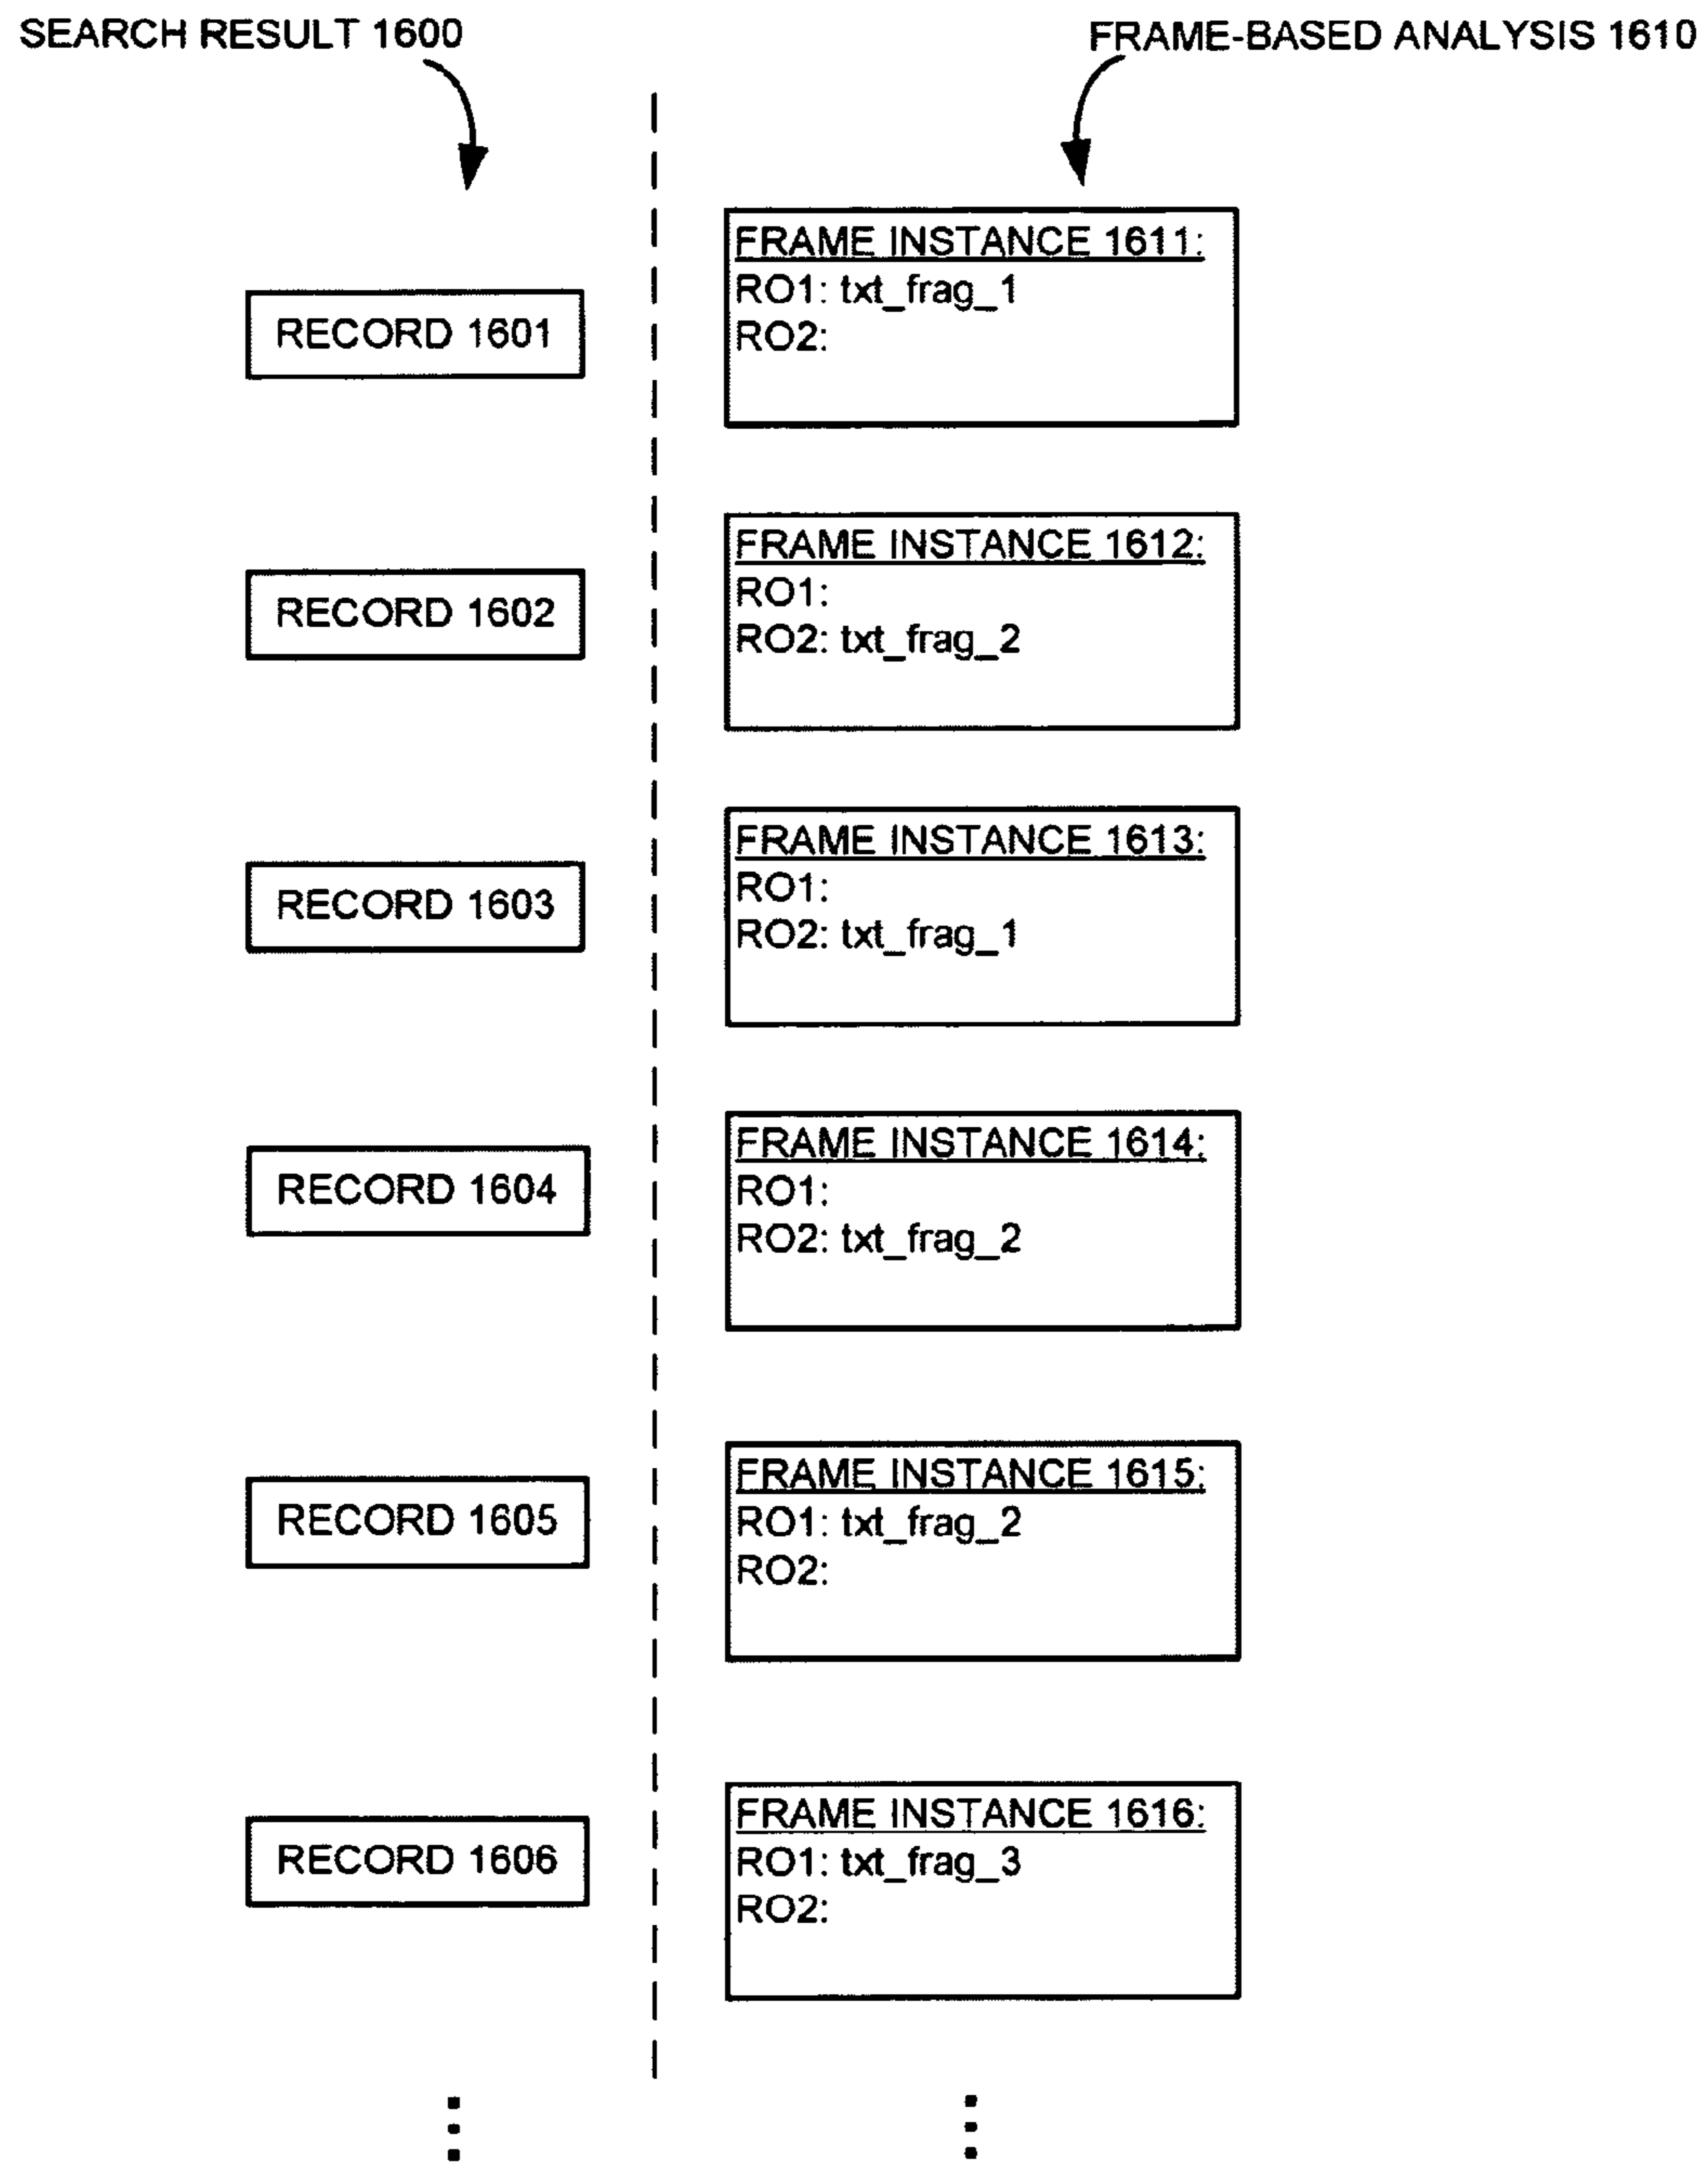 SEARCH RESULT 1600
FRAME-BASED ANALYSIS 1610
RECORD 1601
FRAME INSTANCE 1611:
RO1: txt_frag_1
RO2:
RECORD 1602
FRAME INSTANCE 1612:
RO1:
RO2: txt_frag_2
RECORD 1603
FRAME INSTANCE 1613:
RO1:
RO2: txt_frag_1
RECORD 1604
FRAME INSTANCE 1614:
RO1:
RO2: txt_frag_2
RECORD 1605
FRAME INSTANCE 1615:
RO1: txt_frag_2
RO2:
RECORD 1606
FRAME INSTANCE 1616:
RO1: txt_frag_3
RO2: